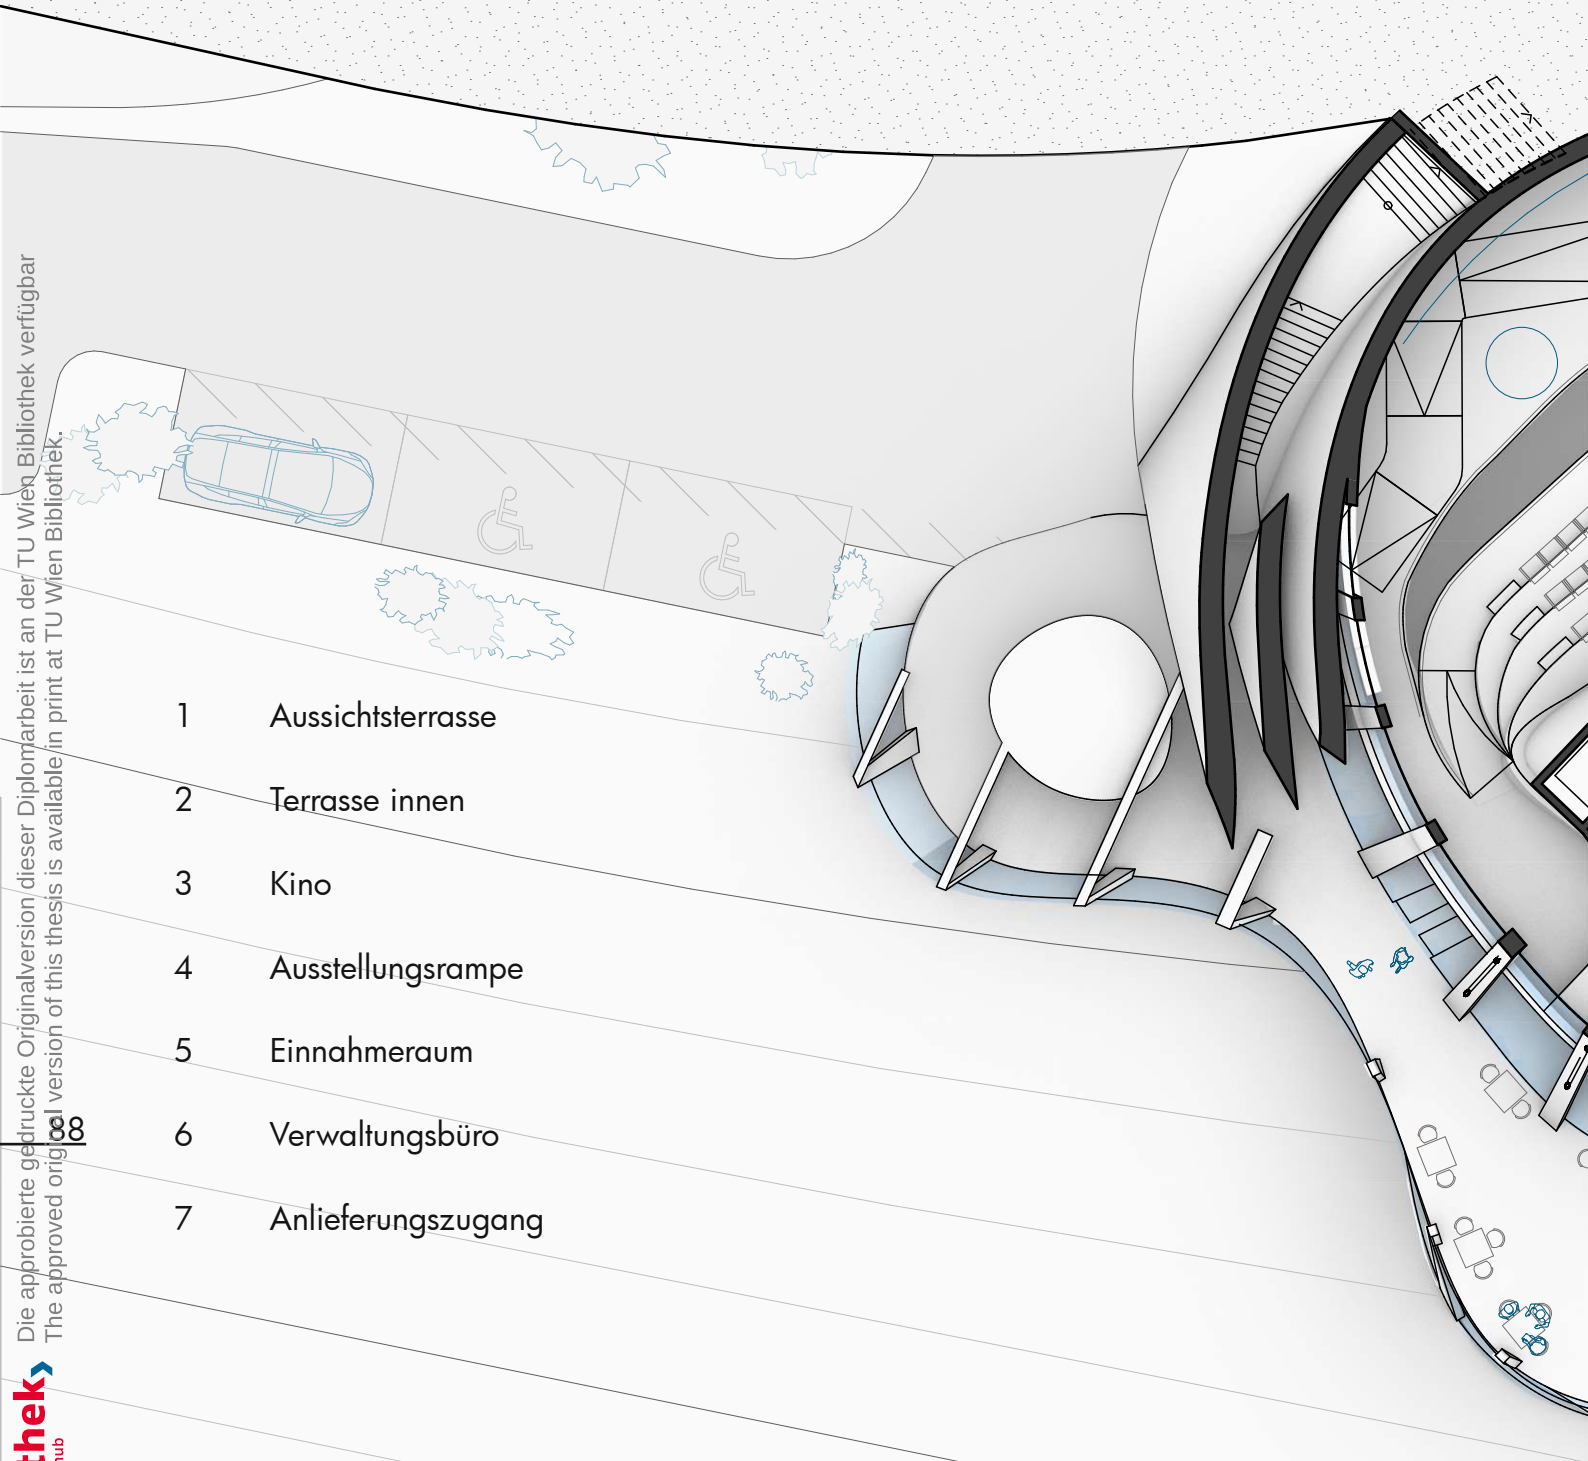 1 Aussichtsterrasse
2 Terrasse innen
3 Kino
4 Ausstellungsrampe
5 Einnahmeraum
6 Verwaltungsbüro
7 Anlieferungszugang
88
Die approbierte gedruckte Originalversion dieser Diplomarbeit ist an der TU Wien Bibliothek verfügbar
The approved original version of this thesis is available in print at TU Wien Bibliothek.
thek
hub